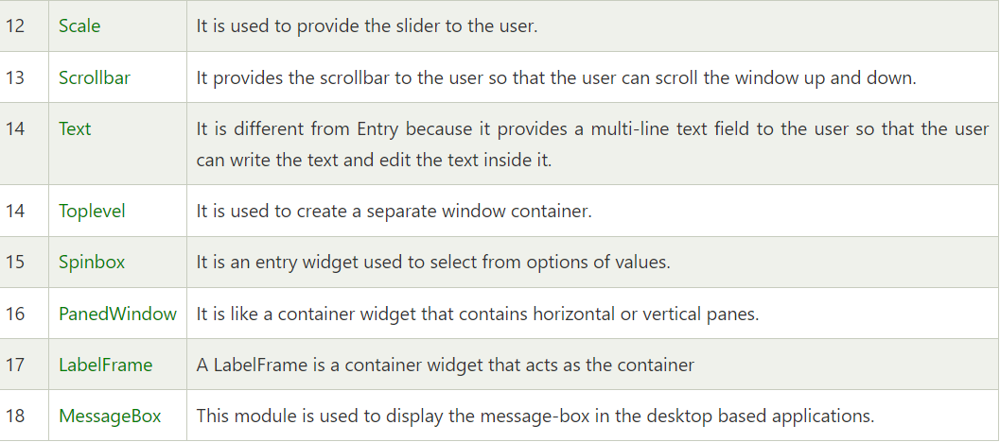 12 Scale It is used to provide the slider to the user.
13 Scrollbar It provides the scrollbar to the user so that the user can scroll the window up and down.
14 Text It is different from Entry because it provides a multi-line text field to the user so that the user
can write the text and edit the text inside it.
14 Toplevel It is used to create a separate window container.
15 Spinbox It is an entry widget used to select from options of values.
16 PanedWindow It is like a container widget that contains horizontal or vertical panes.
17 LabelFrame A LabelFrame is a container widget that acts as the container
18 MessageBox This module is used to display the message-box in the desktop based applications.